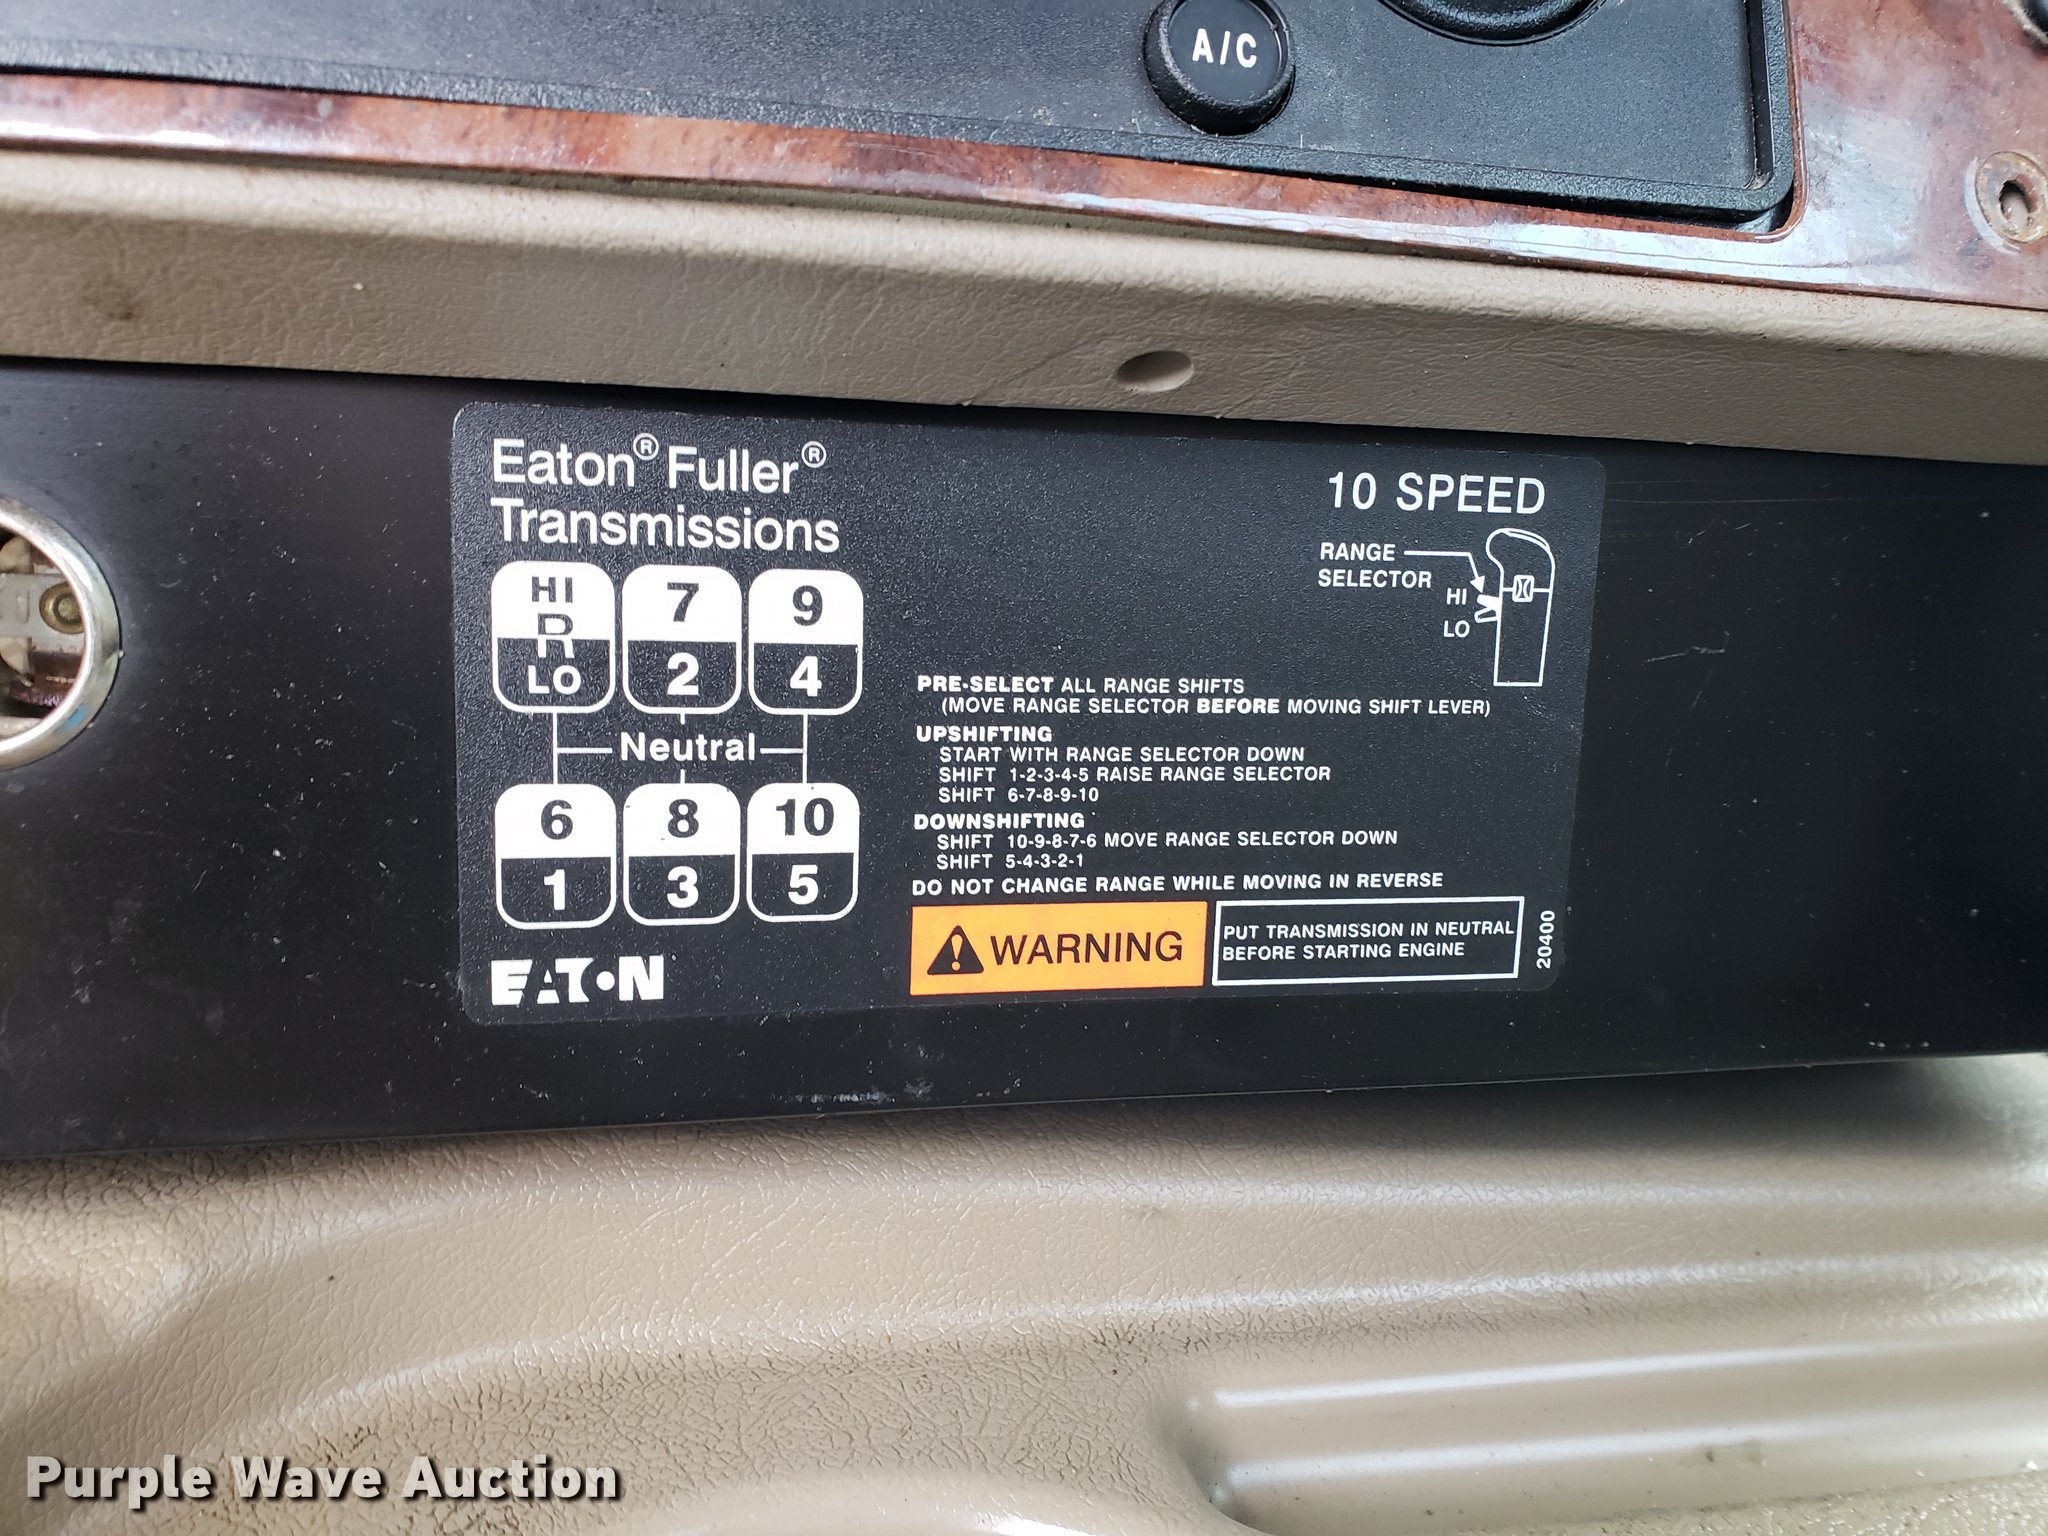 A/C
Eaton® Fuller®
Transmissions
10 SPEED
RANGE
SELECTOR
HI
LO
HI
R
LO
7
2
9
4
Neutral
6
1
8
3
10
5
EATON
PRE-SELECT ALL RANGE SHIFTS
(MOVE RANGE SELECTOR BEFORE MOVING SHIFT LEVER)
UPSHIFTING
START WITH RANGE SELECTOR DOWN
SHIFT 1-2-3-4-5 RAISE RANGE SELECTOR
SHIFT 6-7-8-9-10
DOWNSHIFTING
SHIFT 10-9-8-7-6 MOVE RANGE SELECTOR DOWN
SHIFT 5-4-3-2-1
DO NOT CHANGE RANGE WHILE MOVING IN REVERSE
WARNING
PUT TRANSMISSION IN NEUTRAL
BEFORE STARTING ENGINE
20400
Purple Wave Auction